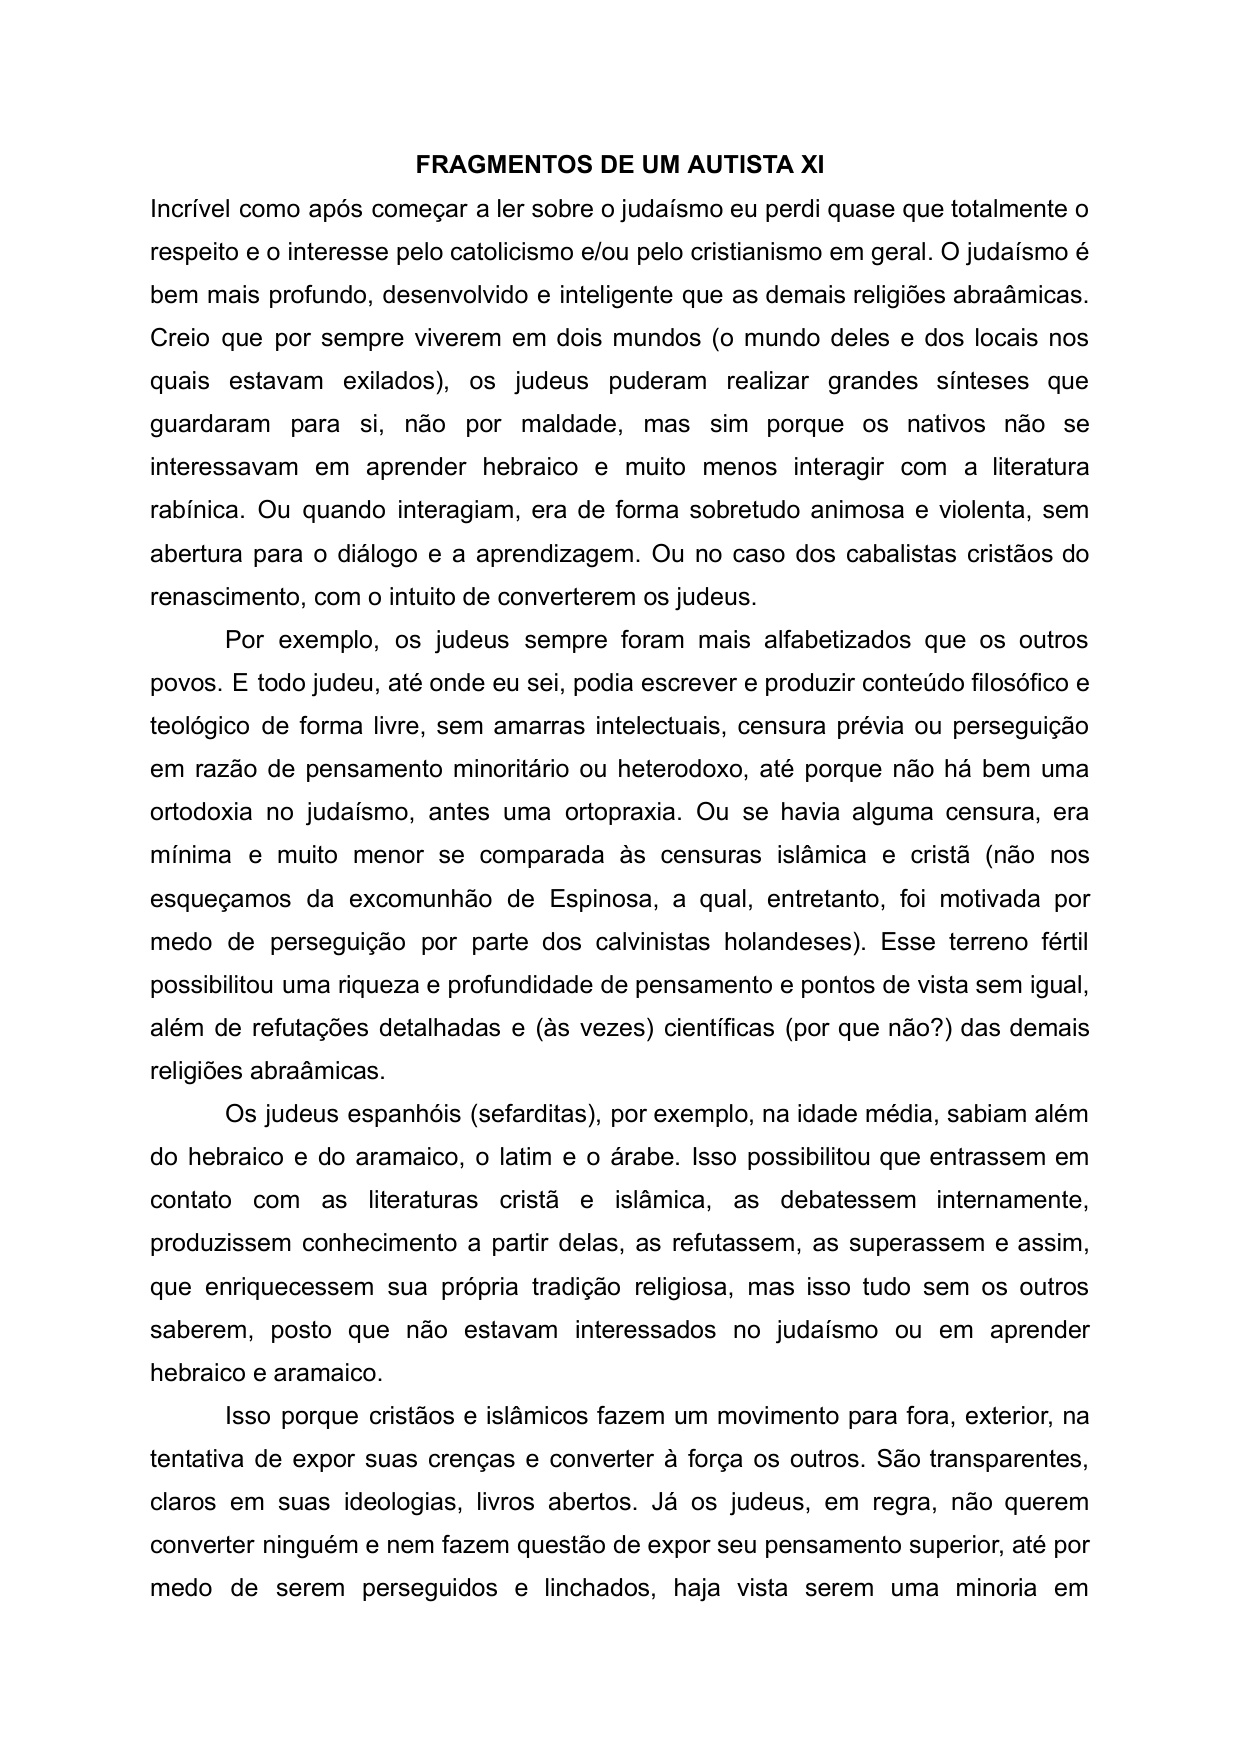 FRAGMENTOS DE UM AUTISTA XI
Incrível como após começar a ler sobre o judaísmo eu perdi quase que totalmente o
respeito e o interesse pelo catolicismo e/ou pelo cristianismo em geral. O judaísmo é
bem mais profundo, desenvolvido e inteligente que as demais religiões abraâmicas.
Creio que por sempre viverem em dois mundos (o mundo deles e dos locais nos
quais estavam exilados), os judeus puderam realizar grandes sínteses que
guardaram para si, não por maldade, mas sim porque os nativos não se
interessavam em aprender hebraico e muito menos interagir com a literatura
rabínica. Ou quando interagiam, era de forma sobretudo animosa e violenta, sem
abertura para o diálogo e a aprendizagem. Ou no caso dos cabalistas cristãos do
renascimento, com o intuito de converterem os judeus.
Por exemplo, os judeus sempre foram mais alfabetizados que os outros
povos. E todo judeu, até onde eu sei, podia escrever e produzir conteúdo filosófico e
teológico de forma livre, sem amarras intelectuais, censura prévia ou perseguição
em razão de pensamento minoritário ou heterodoxo, até porque não há bem uma
ortodoxia no judaísmo, antes uma ortopraxia. Ou se havia alguma censura, era
mínima e muito menor se comparada às censuras islâmica e cristã (não nos
esqueçamos da excomunhão de Espinosa, a qual, entretanto, foi motivada por
medo de perseguição por parte dos calvinistas holandeses). Esse terreno fértil
possibilitou uma riqueza e profundidade de pensamento e pontos de vista sem igual,
além de refutações detalhadas e (às vezes) científicas (por que não?) das demais
religiões abraâmicas.
Os judeus espanhóis (sefarditas), por exemplo, na idade média, sabiam além
do hebraico e do aramaico, o latim e o árabe. Isso possibilitou que entrassem em
contato com as literaturas cristã e islâmica, as debatessem internamente,
produzissem conhecimento a partir delas, as refutassem, as superassem e assim,
que enriquecessem sua própria tradição religiosa, mas isso tudo sem os outros
saberem, posto que não estavam interessados no judaísmo ou em aprender
hebraico e aramaico.
Isso porque cristãos e islâmicos fazem um movimento para fora, exterior, na
tentativa de expor suas crenças e converter à força os outros. São transparentes,
claros em suas ideologias, livros abertos. Já os judeus, em regra, não querem
converter ninguém e nem fazem questão de expor seu pensamento superior, até por
medo de serem perseguidos e linchados, haja vista serem uma minoria em